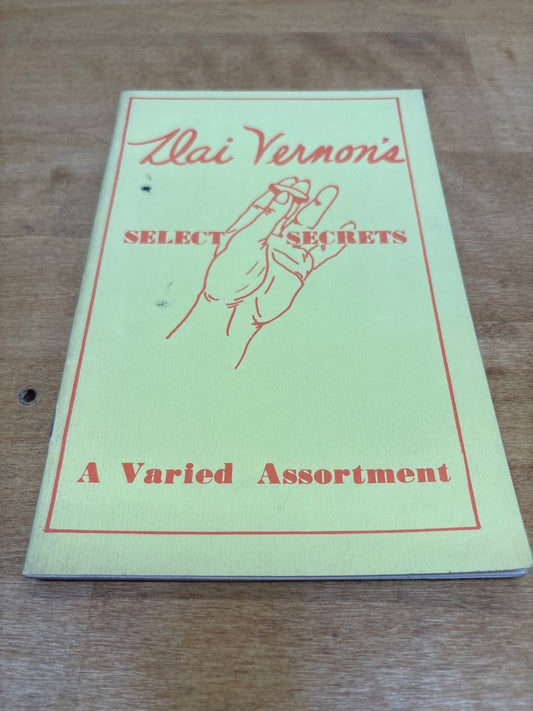 Dai Vernon's
SELECT SECRETS
A Varied Assortment